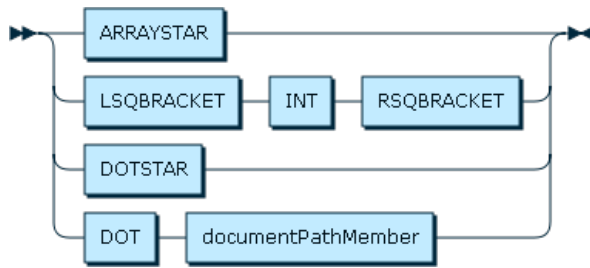 ARRAYSTAR
LSQBRACKET INT RSQBRACKET
DOTSTAR
DOT documentPathMember